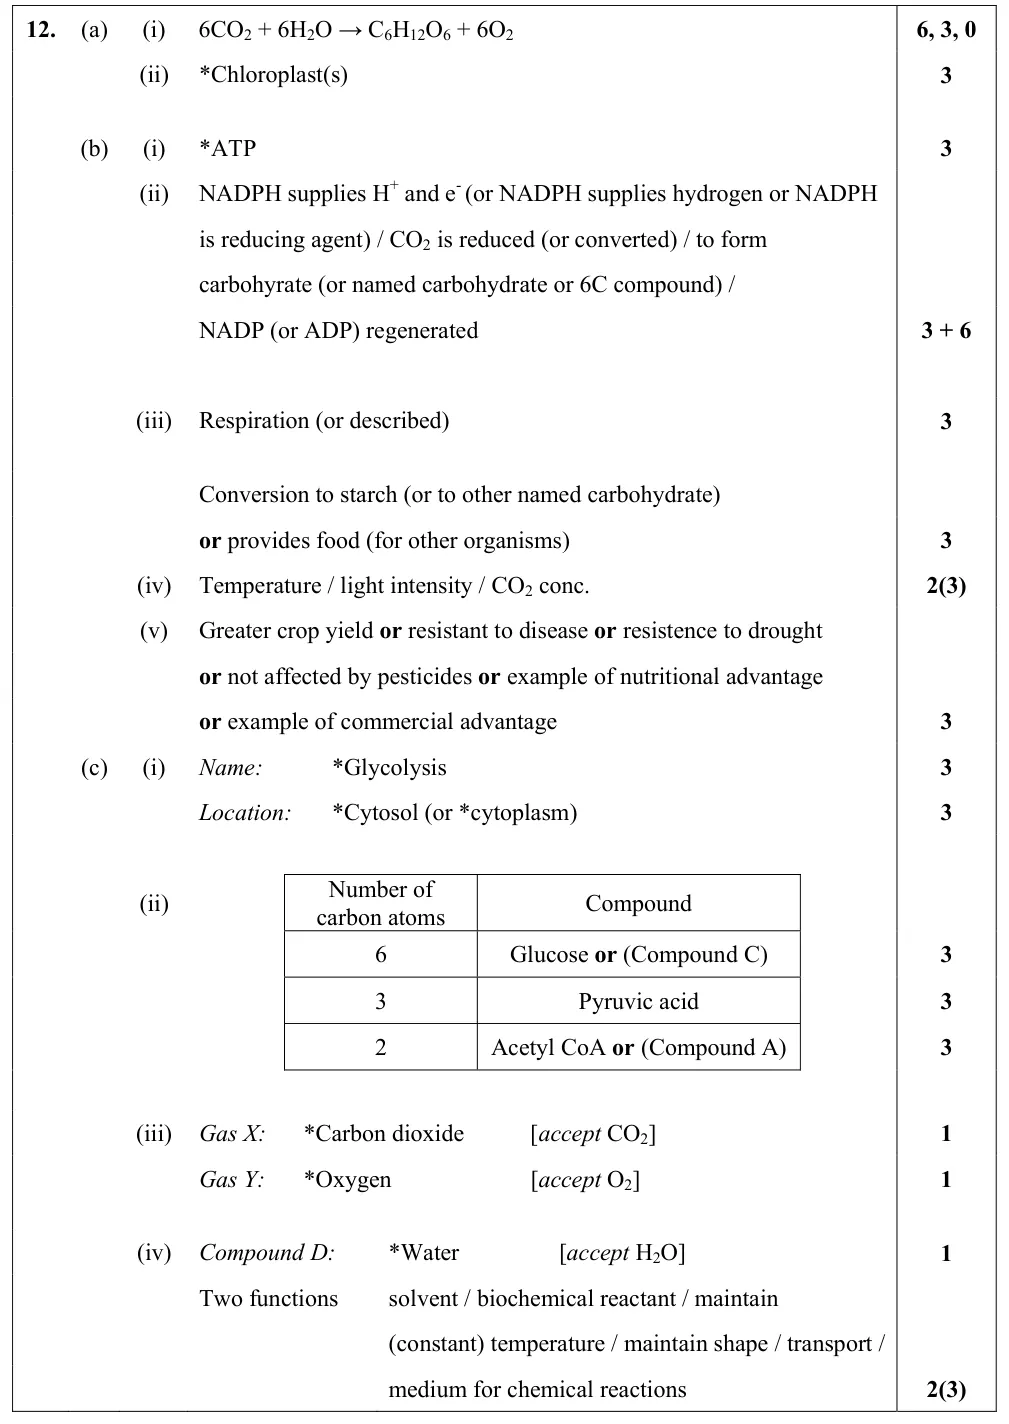 12. (a) (i) 6CO₂ + 6H₂O → C₆H₁₂O₆ + 6O₂ 6, 3, 0
(ii) *Chloroplast(s) 3
(b) (i) *ATP 3
(ii) NADPH supplies H⁺ and e⁻ (or NADPH supplies hydrogen or NADPH
is reducing agent) / CO₂ is reduced (or converted) / to form
carbohyrate (or named carbohydrate or 6C compound) /
NADP (or ADP) regenerated 3 + 6
(iii) Respiration (or described) 3
Conversion to starch (or to other named carbohydrate)
or provides food (for other organisms) 3
(iv) Temperature / light intensity / CO₂ conc. 2(3)
(v) Greater crop yield or resistant to disease or resistence to drought
or not affected by pesticides or example of nutritional advantage
or example of commercial advantage 3
(c) (i) Name: *Glycolysis 3
Location: *Cytosol (or *cytoplasm) 3
(ii) Number of
carbon atoms Compound
6 Glucose or (Compound C) 3
3 Pyruvic acid 3
2 Acetyl CoA or (Compound A) 3
(iii) Gas X: *Carbon dioxide [accept CO₂] 1
Gas Y: *Oxygen [accept O₂] 1
(iv) Compound D: *Water [accept H₂O] 1
Two functions solvent / biochemical reactant / maintain
(constant) temperature / maintain shape / transport /
medium for chemical reactions 2(3)